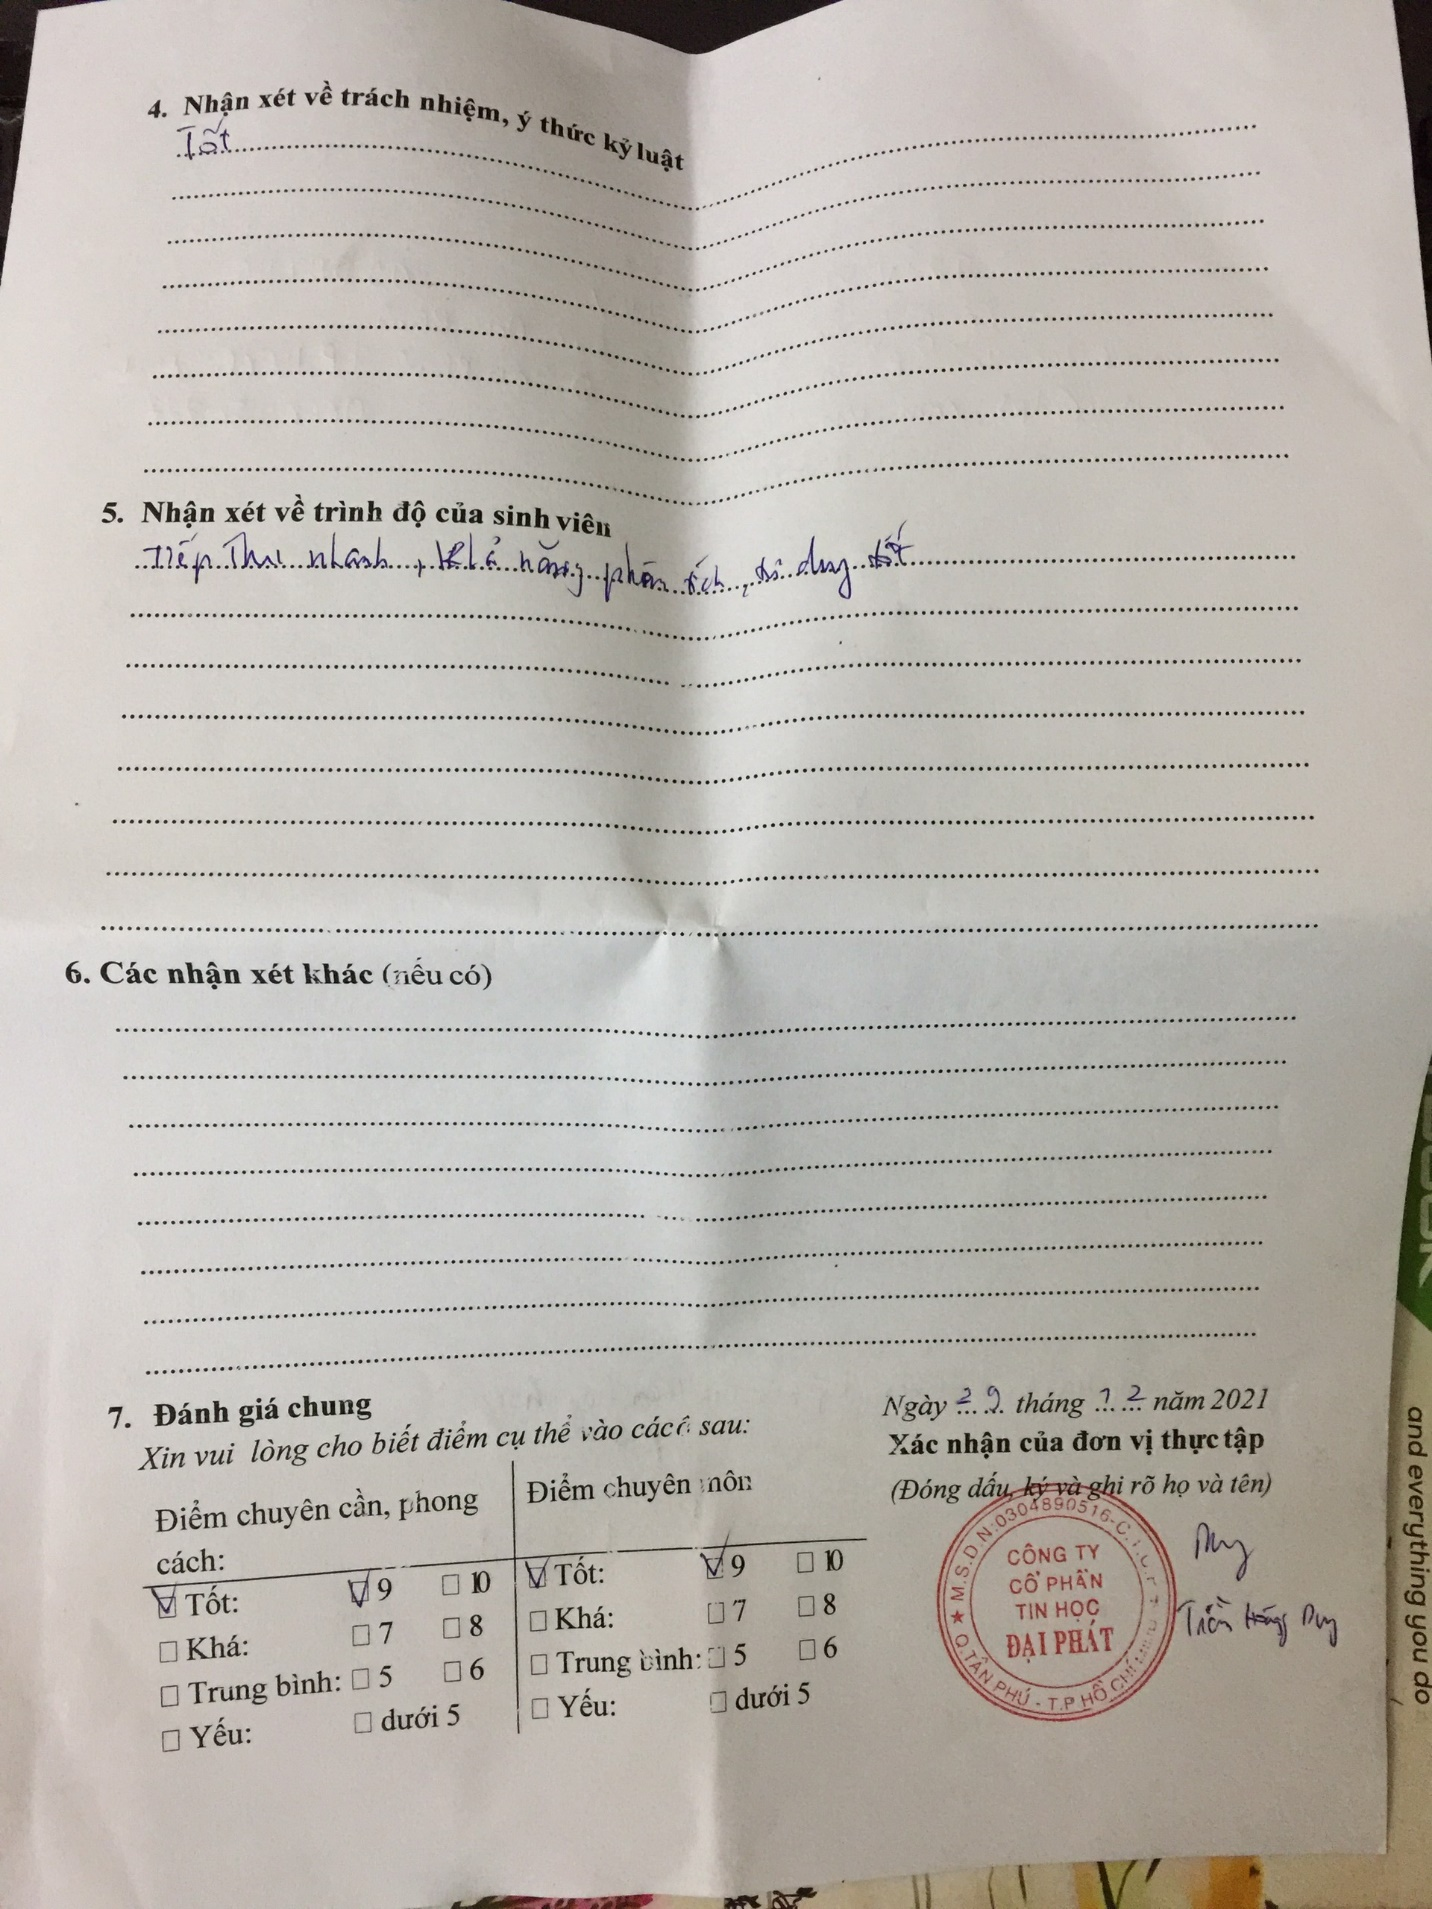 4. Nhận xét về trách nhiệm, ý thức kỷ luật
Tốt
5. Nhận xét về trình độ của sinh viên
Tiếp Thu nhanh, khả năng phân tích, tư duy tốt
6. Các nhận xét khác (nếu có)
7. Đánh giá chung
Xin vui lòng cho biết điểm cụ thể vào các ô sau:
Điểm chuyên cần, phong cách:
☑ Tốt: ☑ 9 ☐ 10
☐ Khá: ☐ 7 ☐ 8
☐ Trung bình: ☐ 5 ☐ 6
☐ Yếu: ☐ dưới 5
Điểm chuyên môn
☑ Tốt: ☑ 9 ☐ 10
☐ Khá: ☐ 7 ☐ 8
☐ Trung bình: ☐ 5 ☐ 6
☐ Yếu: ☐ dưới 5
Ngày 29 tháng 12 năm 2021
Xác nhận của đơn vị thực tập
(Đóng dấu, ký và ghi rõ họ và tên)
M.S.D.N:0304890516-C.T.C.P
CÔNG TY
CỔ PHẦN
TIN HỌC
ĐẠI PHÁT
Q.TÂN PHÚ - T.P HỒ CHÍ MINH
Duy
Trần Hoàng Duy
and everything you do